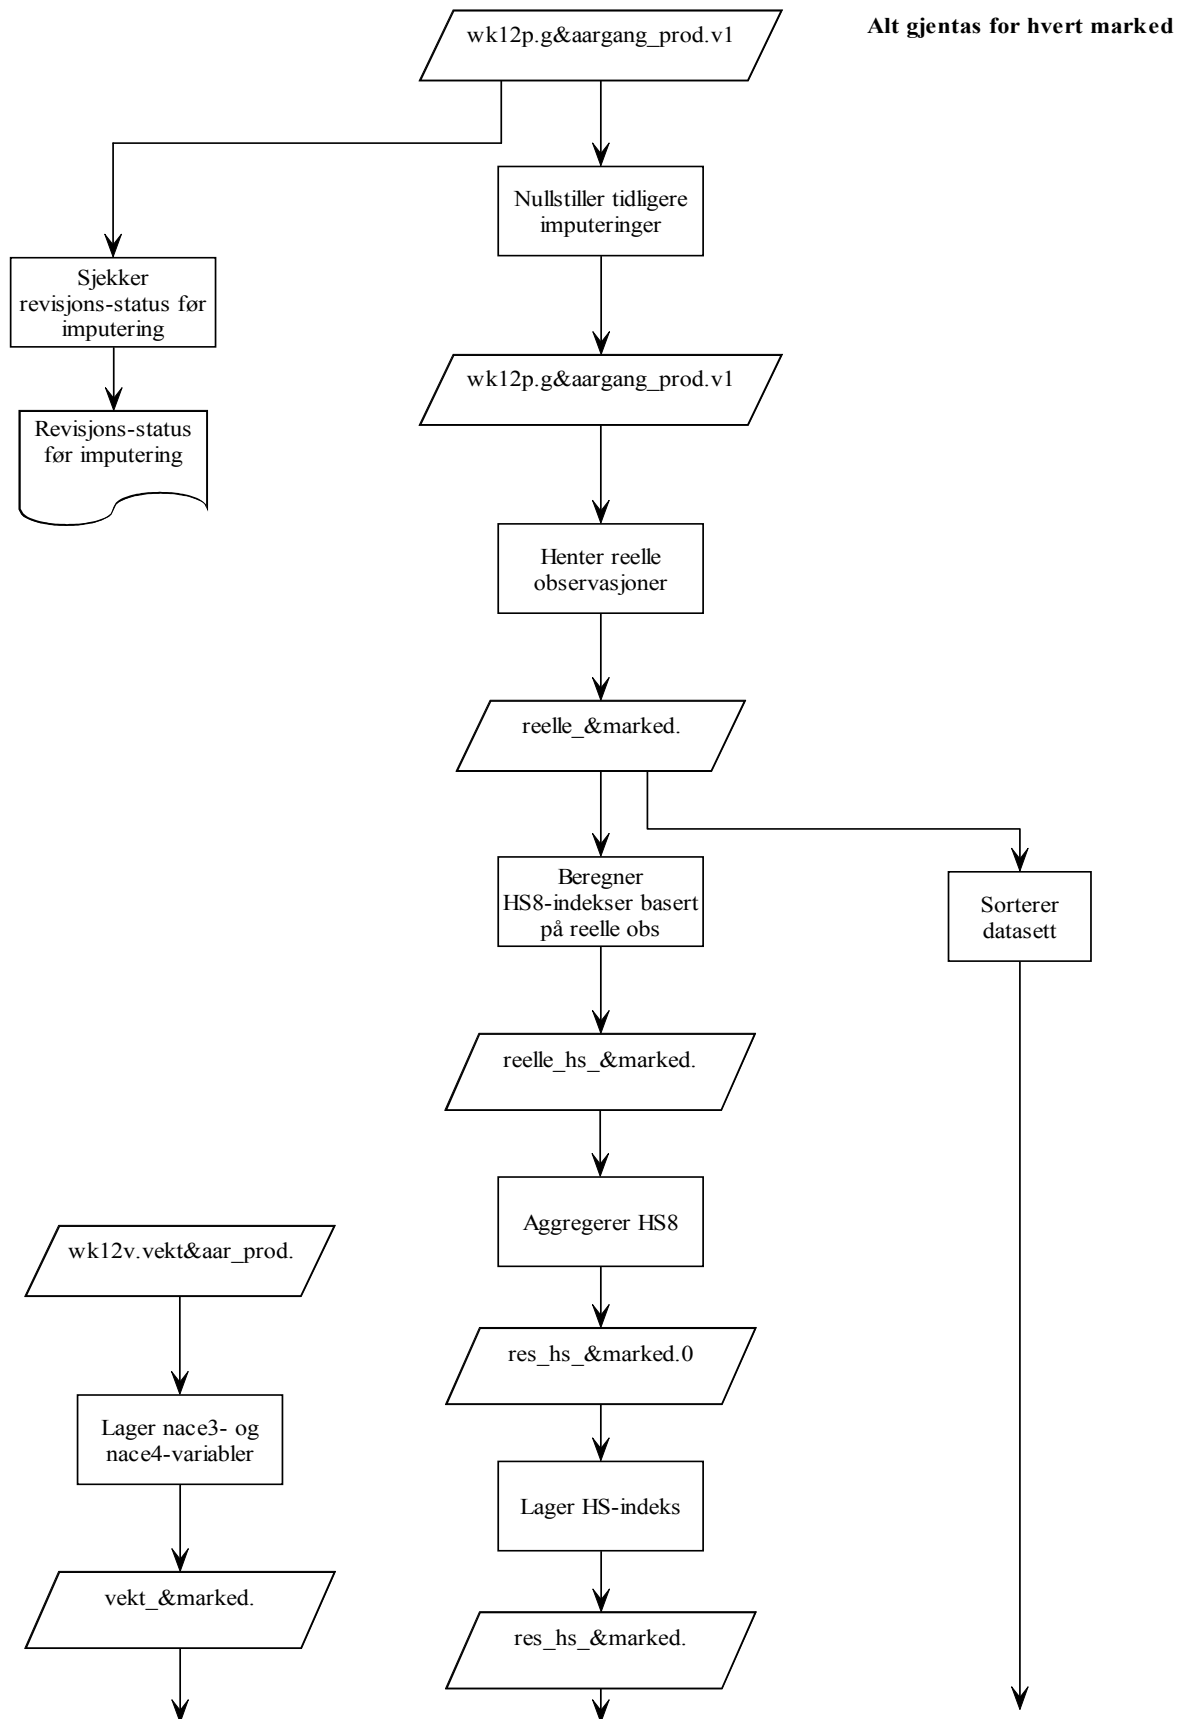 wk12p.g&aargang_prod.v1
Alt gjentas for hvert marked
Nullstiller tidligere
imputeringer
Sjekker
revisjons-status før
imputering
wk12p.g&aargang_prod.v1
Revisjons-status
før imputering
Henter reelle
observasjoner
reelle_&marked.
Beregner
HS8-indekser basert
på reelle obs
Sorterer
datasett
reelle_hs_&marked.
Aggregerer HS8
wk12v.vekt&aar_prod.
res_hs_&marked.0
Lager nace3- og
nace4-variabler
Lager HS-indeks
vekt_&marked.
res_hs_&marked.